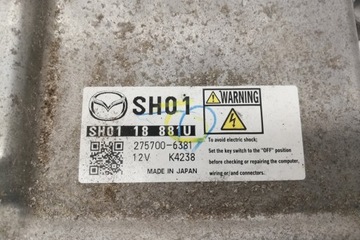 SH01
SH01 18 881U
275700-6381
12V K4238
MADE IN JAPAN
WARNING
To avoid electric shock:
Set the key switch to the "OFF" position
before checking or repairing the computer,
wiring or/and connectors.